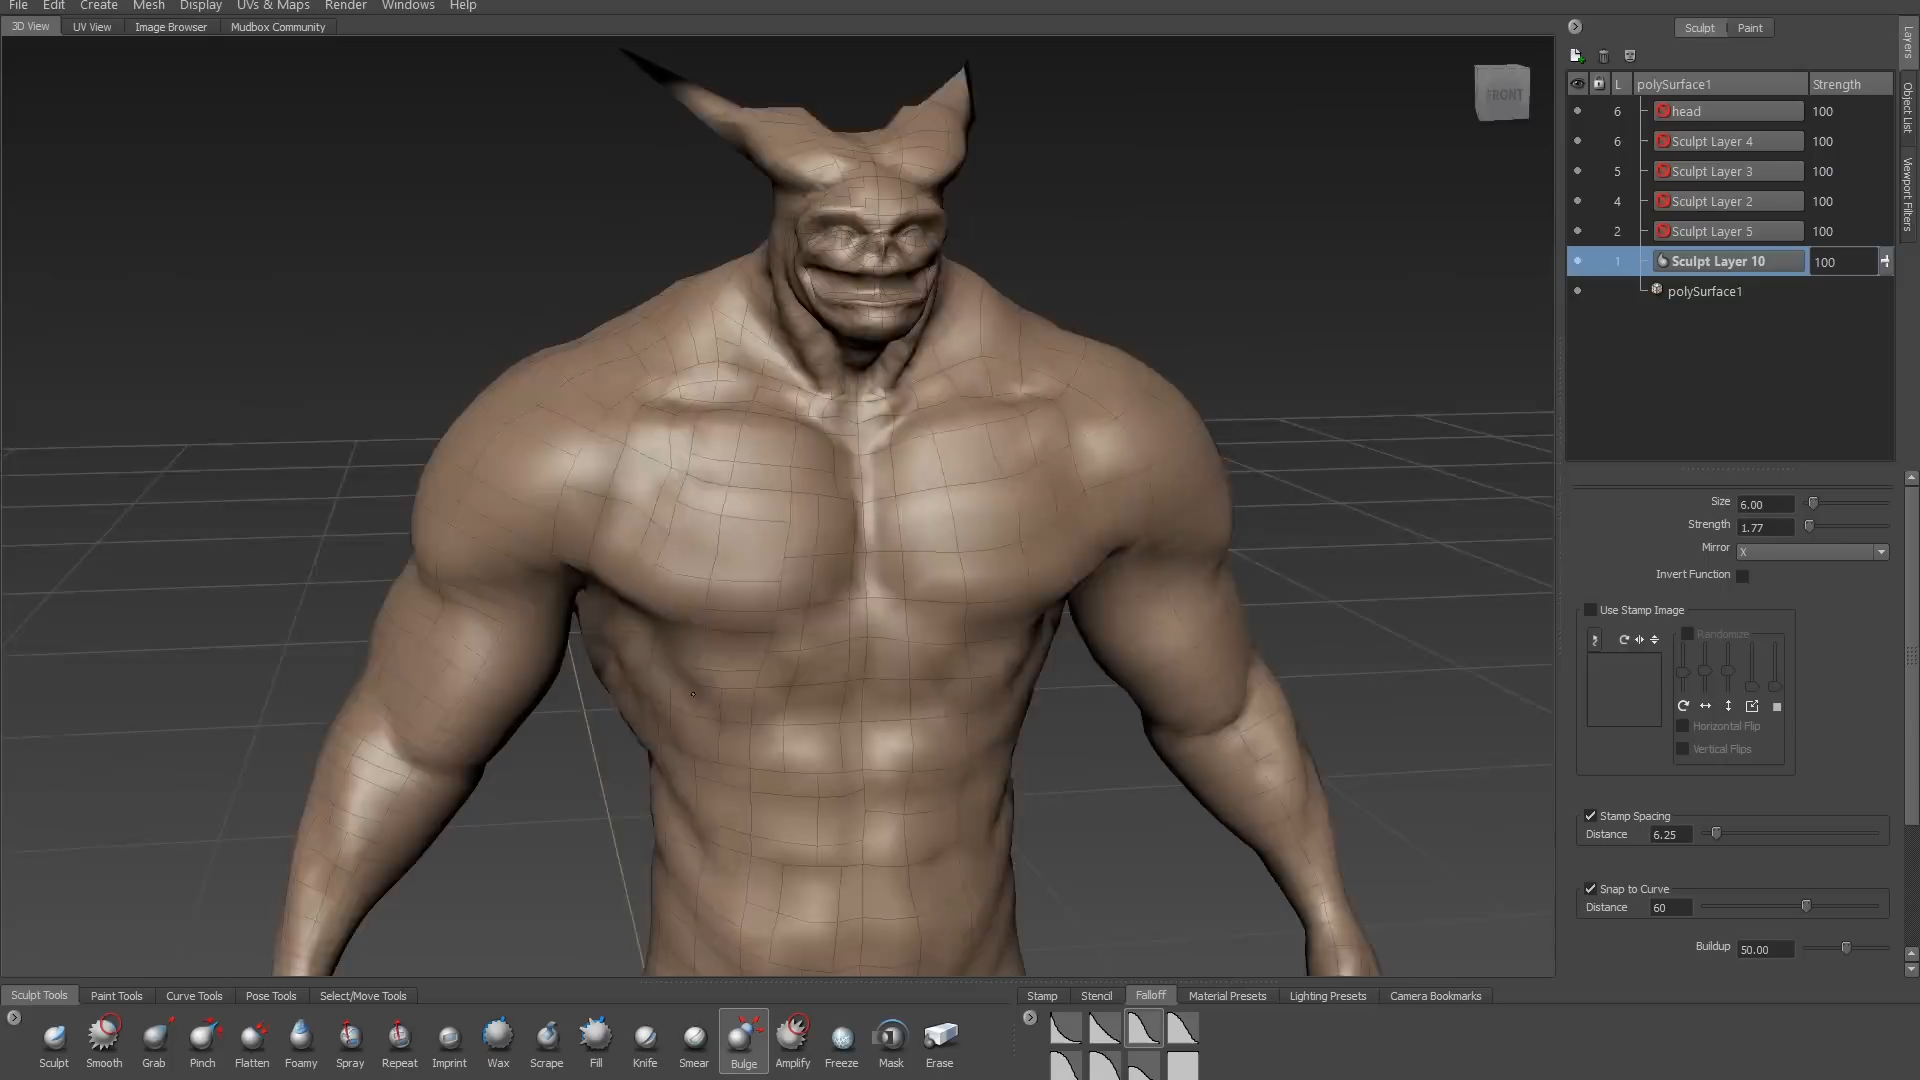 File Edit Create Mesh Display UVs & Maps Render Windows Help
3D View UV View Image Browser Mudbox Community
Sculpt Paint
Layers
Object List
Viewport Filters
FRONT
L polySurface1 Strength
6 head 100
6 Sculpt Layer 4 100
5 Sculpt Layer 3 100
4 Sculpt Layer 2 100
2 Sculpt Layer 5 100
1 Sculpt Layer 10 100
polySurface1
Size 6.00
Strength 1.77
Mirror X
Invert Function
Use Stamp Image
Randomize
Horizontal Flip
Vertical Flips
Stamp Spacing
Distance 6.25
Snap to Curve
Distance 60
Buildup 50.00
Sculpt Tools Paint Tools Curve Tools Pose Tools Select/Move Tools
Stamp Stencil Falloff Material Presets Lighting Presets Camera Bookmarks
Sculpt Smooth Grab Pinch Flatten Foamy Spray Repeat Imprint Wax Scrape Fill Knife Smear Bulge Amplify Freeze Mask Erase